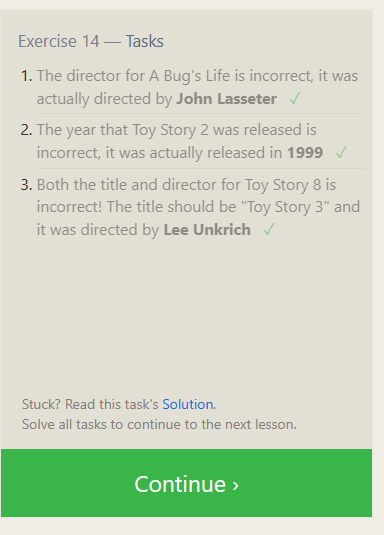 Exercise 14 — Tasks
1. The director for A Bug's Life is incorrect, it was
actually directed by John Lasseter ✓
2. The year that Toy Story 2 was released is
incorrect, it was actually released in 1999 ✓
3. Both the title and director for Toy Story 8 is
incorrect! The title should be "Toy Story 3" and
it was directed by Lee Unkrich ✓
Stuck? Read this task's Solution.
Solve all tasks to continue to the next lesson.
Continue ›